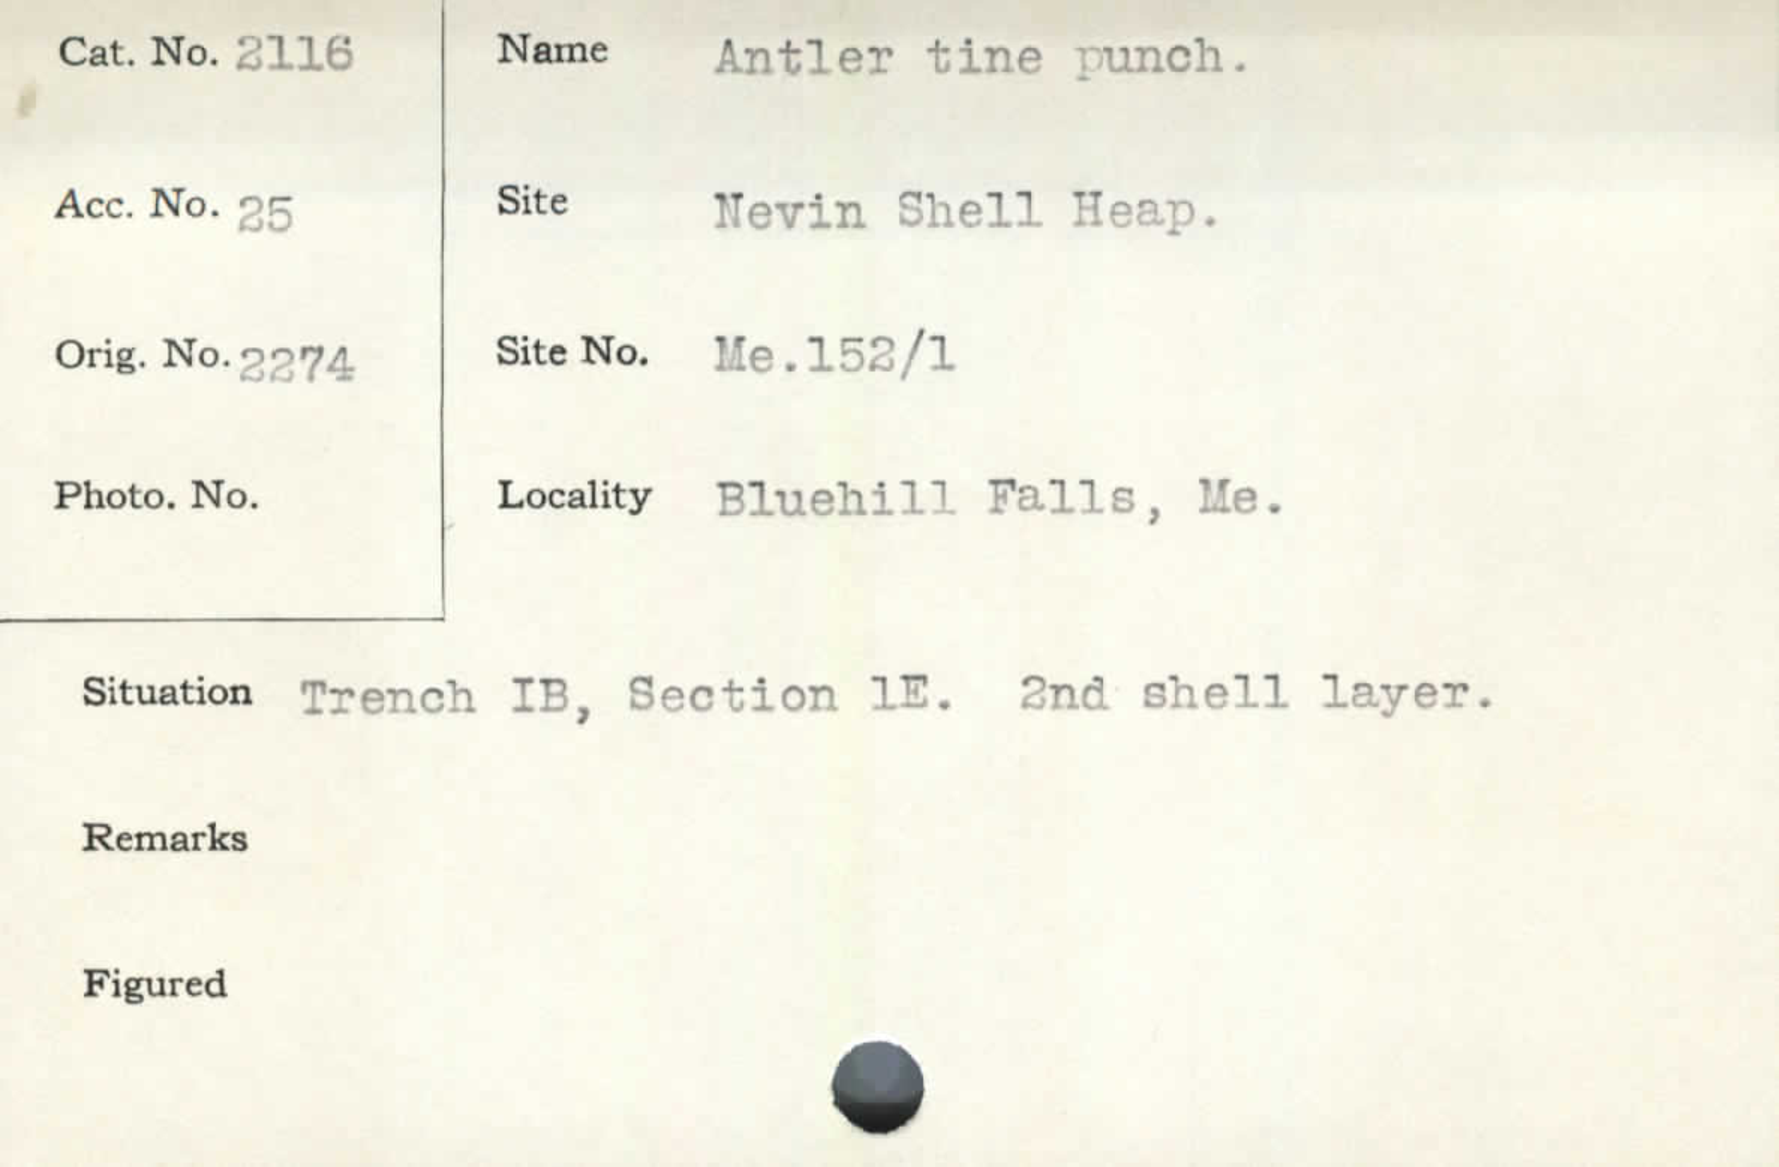 Cat. No. 2116
Name Antler tine punch.
Acc. No. 25
Site Nevin Shell Heap.
Orig. No. 2274
Site No. Me.152/1
Photo. No.
Locality Bluehill Falls, Me.
Situation Trench IB, Section 1E. 2nd shell layer.
Remarks
Figured